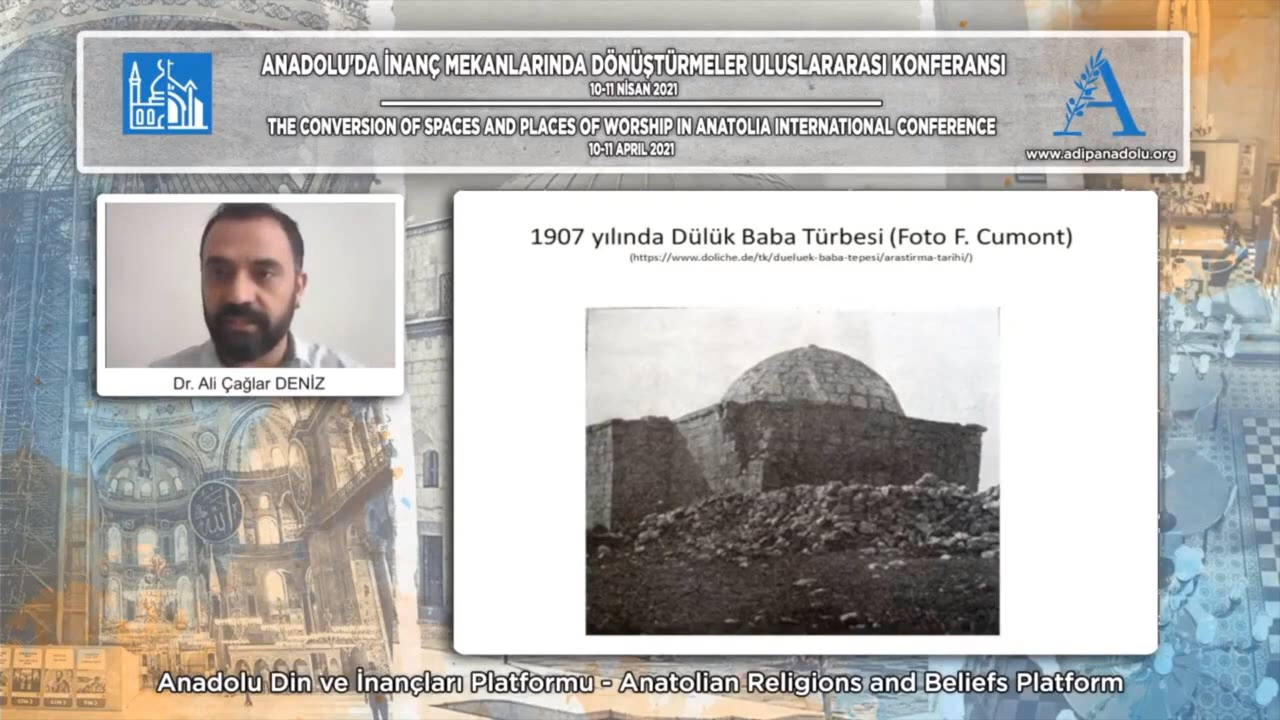 ANADOLU'DA İNANÇ MEKANLARINDA DÖNÜŞTÜRMELER ULUSLARARASI KONFERANSI
10-11 NİSAN 2021
THE CONVERSION OF SPACES AND PLACES OF WORSHIP IN ANATOLIA INTERNATIONAL CONFERENCE
10-11 APRIL 2021
www.adipanadolu.org
Dr. Ali Çağlar DENİZ
1907 yılında Dülük Baba Türbesi (Foto F. Cumont)
(https://www.doliche.de/tk/dueluek-baba-tepesi/arastirma-tarihi/)
Anadolu Din ve İnançları Platformu - Anatolian Religions and Beliefs Platform